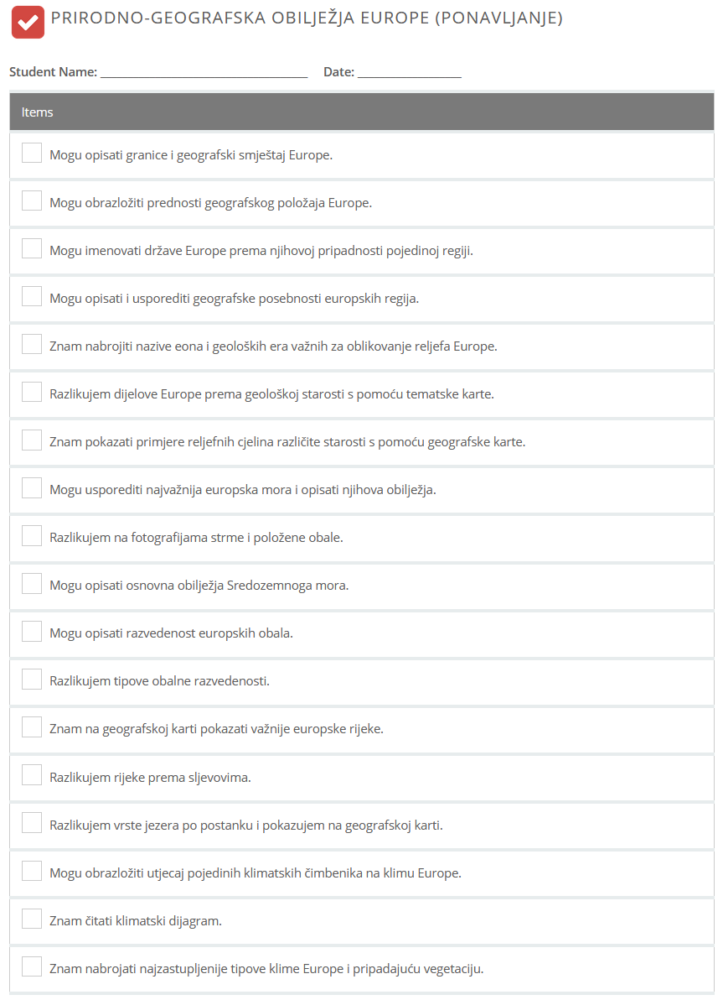 PRIRODNO-GEOGRAFSKA OBILJEŽJA EUROPE (PONAVLJANJE)
Student Name: ______________________________ Date: _______________
Items
Mogu opisati granice i geografski smještaj Europe.
Mogu obrazložiti prednosti geografskog položaja Europe.
Mogu imenovati države Europe prema njihovoj pripadnosti pojedinoj regiji.
Mogu opisati i usporediti geografske posebnosti europskih regija.
Znam nabrojiti nazive eona i geoloških era važnih za oblikovanje reljefa Europe.
Razlikujem dijelove Europe prema geološkoj starosti s pomoću tematske karte.
Znam pokazati primjere reljefnih cjelina različite starosti s pomoću geografske karte.
Mogu usporediti najvažnija europska mora i opisati njihova obilježja.
Razlikujem na fotografijama strme i položene obale.
Mogu opisati osnovna obilježja Sredozemnoga mora.
Mogu opisati razvedenost europskih obala.
Razlikujem tipove obalne razvedenosti.
Znam na geografskoj karti pokazati važnije europske rijeke.
Razlikujem rijeke prema sljevovima.
Razlikujem vrste jezera po postanku i pokazujem na geografskoj karti.
Mogu obrazložiti utjecaj pojedinih klimatskih čimbenika na klimu Europe.
Znam čitati klimatski dijagram.
Znam nabrojati najzastupljenije tipove klime Europe i pripadajuću vegetaciju.